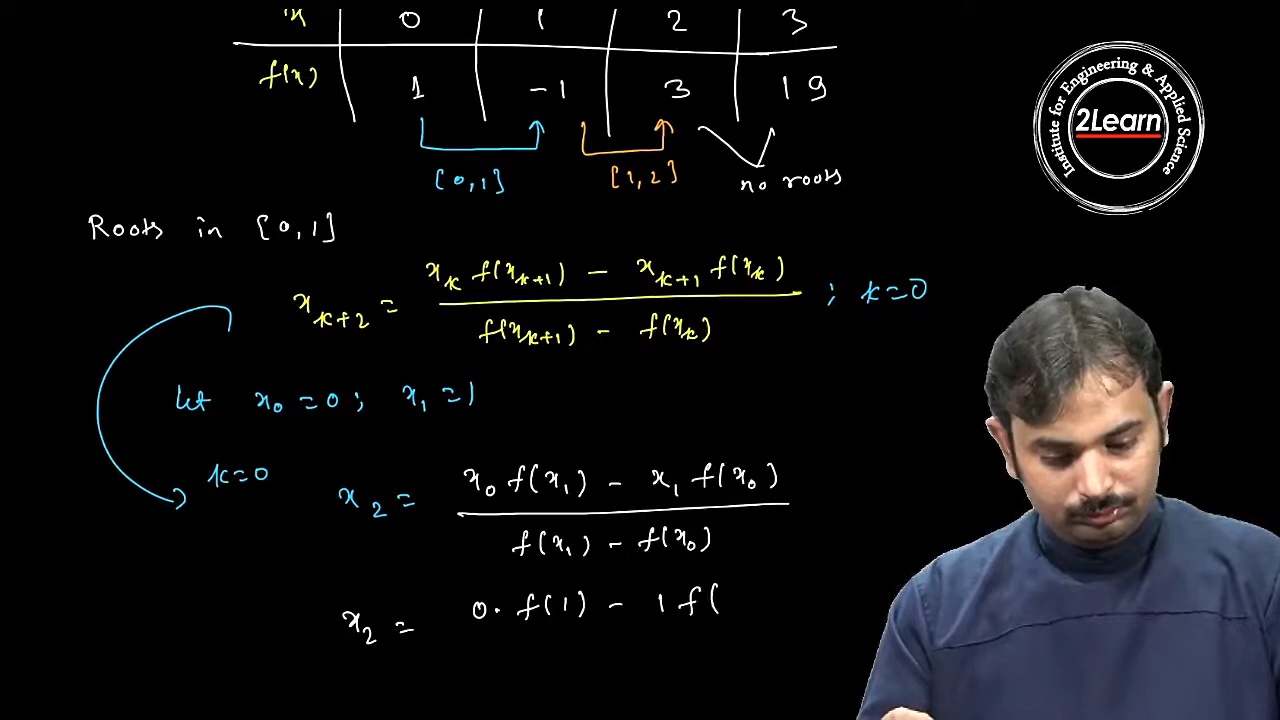 x 0 1 2 3
f(x) 1 -1 3 19
[0,1] [1,2] no roots
Roots in [0,1]
x_{k+2} = \frac{x_k f(x_{k+1}) - x_{k+1} f(x_k)}{f(x_{k+1}) - f(x_k)} ; k=0
let x_0 = 0; x_1 = 1
k=0 x_2 = \frac{x_0 f(x_1) - x_1 f(x_0)}{f(x_1) - f(x_0)}
x_2 = 0. f(1) - 1 f(
Institute for Engineering & Applied Science
2Learn